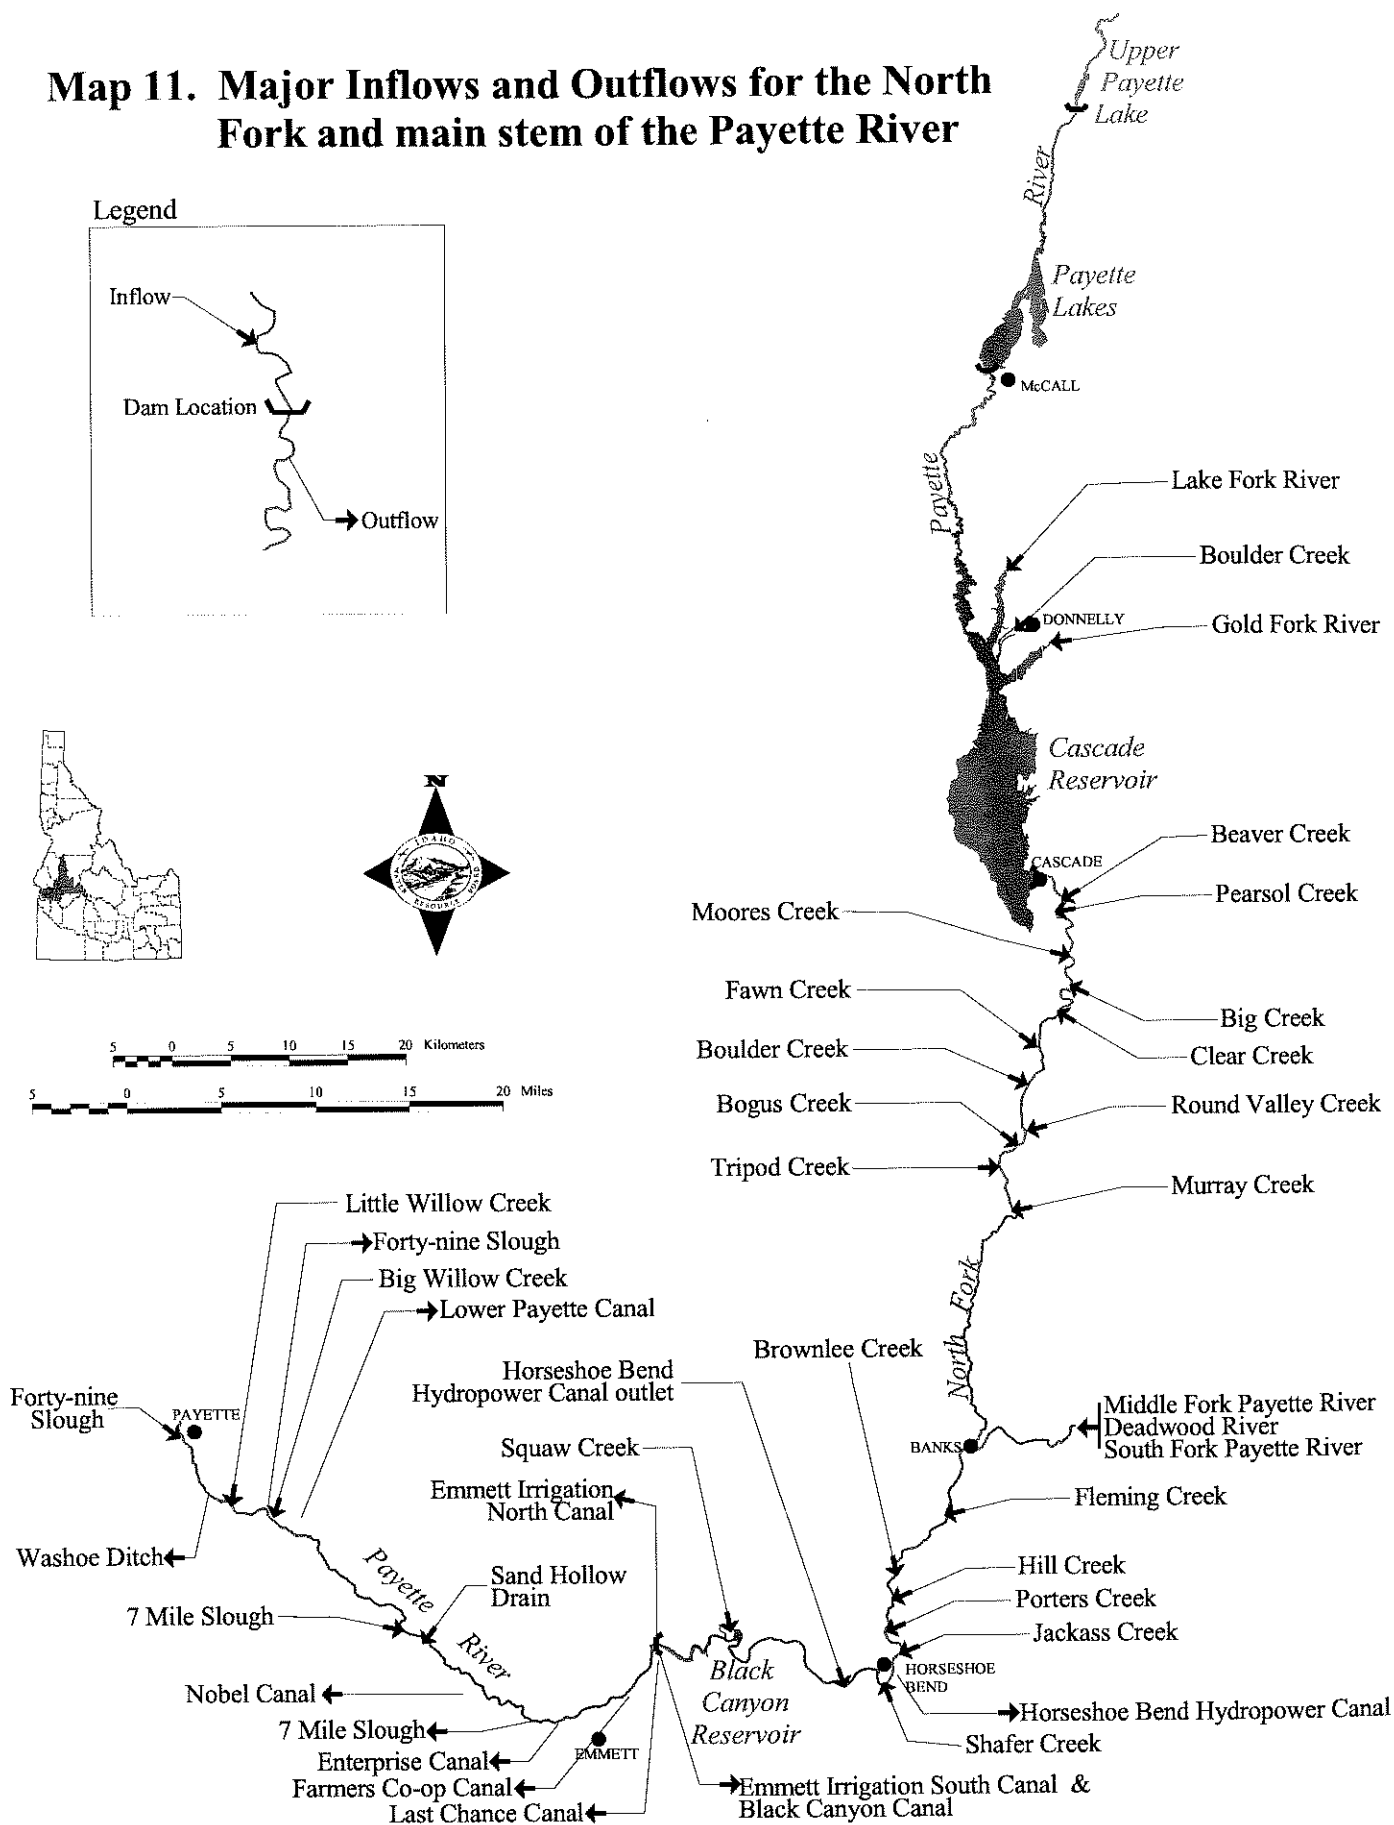 Map 11. Major Inflows and Outflows for the North
Fork and main stem of the Payette River
Upper
Payette
Lake
River
Legend
Inflow
Dam Location
Outflow
Payette
Lakes
McCALL
Payette
Lake Fork River
Boulder Creek
DONNELLY
Gold Fork River
Cascade
Reservoir
N
IDAHO
RESOURCE
CASCADE
Beaver Creek
Pearsol Creek
Moores Creek
Fawn Creek
Big Creek
Clear Creek
Boulder Creek
Bogus Creek
Round Valley Creek
Tripod Creek
Murray Creek
5 0 5 10 15 20 Kilometers
5 0 5 10 15 20 Miles
Little Willow Creek
Forty-nine Slough
Big Willow Creek
Lower Payette Canal
North Fork
Brownlee Creek
Horseshoe Bend
Hydropower Canal outlet
Forty-nine
Slough
PAYETTE
Middle Fork Payette River
Deadwood River
South Fork Payette River
BANKS
Squaw Creek
Emmett Irrigation
North Canal
Fleming Creek
Washoe Ditch
Payette
River
Sand Hollow
Drain
Hill Creek
Porters Creek
7 Mile Slough
Jackass Creek
HORSESHOE
BEND
Black
Canyon
Reservoir
Nobel Canal
Horseshoe Bend Hydropower Canal
7 Mile Slough
Shafer Creek
EMMETT
Enterprise Canal
Farmers Co-op Canal
Last Chance Canal
Emmett Irrigation South Canal &
Black Canyon Canal